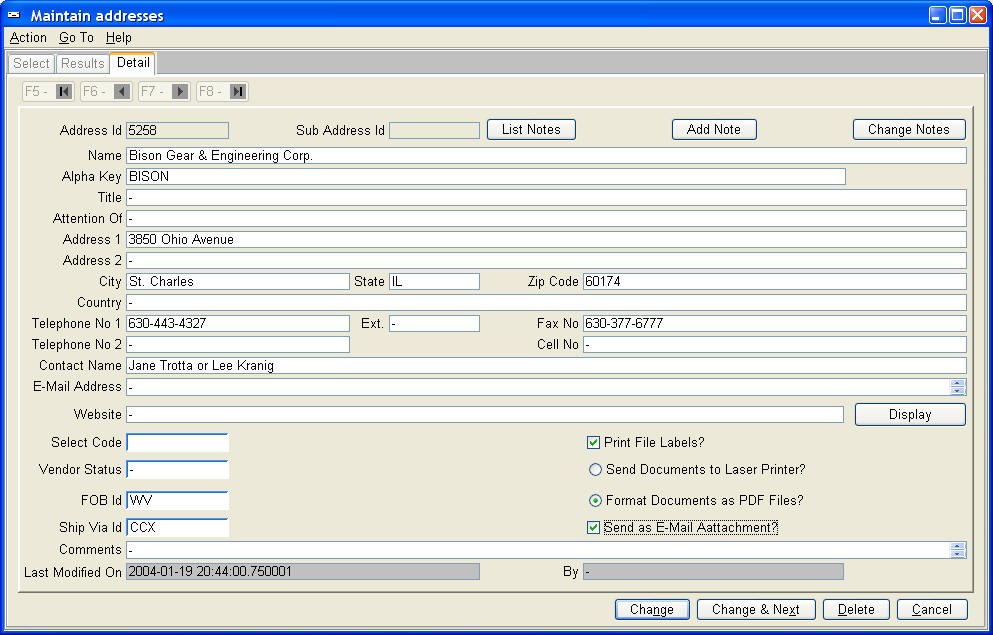 Maintain addresses
Action Go To Help
Select Results Detail
F5 - F6 - F7 - F8 -
Address Id 5258 Sub Address Id List Notes Add Note Change Notes
Name Bison Gear & Engineering Corp.
Alpha Key BISON
Title -
Attention Of -
Address 1 3850 Ohio Avenue
Address 2 -
City St. Charles State IL Zip Code 60174
Country -
Telephone No 1 630-443-4327 Ext. - Fax No 630-377-6777
Telephone No 2 - Cell No -
Contact Name Jane Trotta or Lee Kranig
E-Mail Address -
Website - Display
Select Code Print File Labels?
Vendor Status - Send Documents to Laser Printer?
FOB Id WV Format Documents as PDF Files?
Ship Via Id CCX Send as E-Mail Aattachment?
Comments -
Last Modified On 2004-01-19 20:44:00.750001 By -
Change Change & Next Delete Cancel